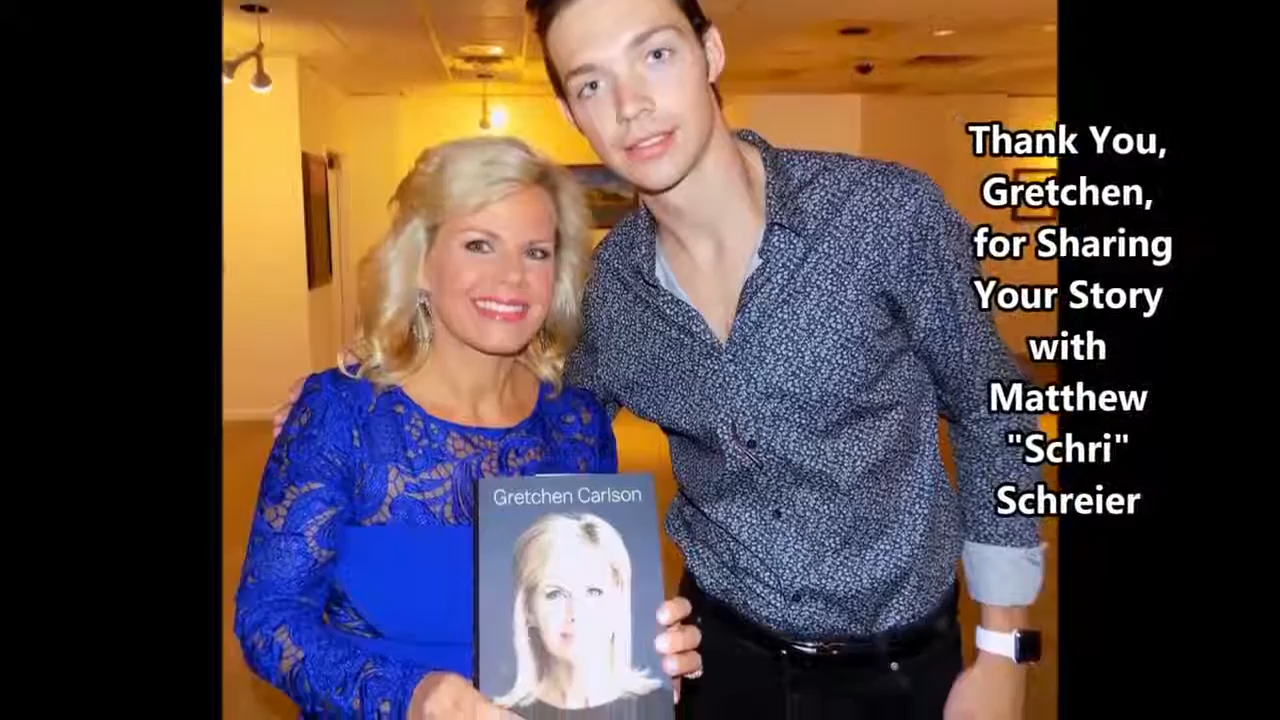 Thank You,
Gretchen,
for Sharing
Your Story
with
Matthew
"Schri"
Schreier
Gretchen Carlson